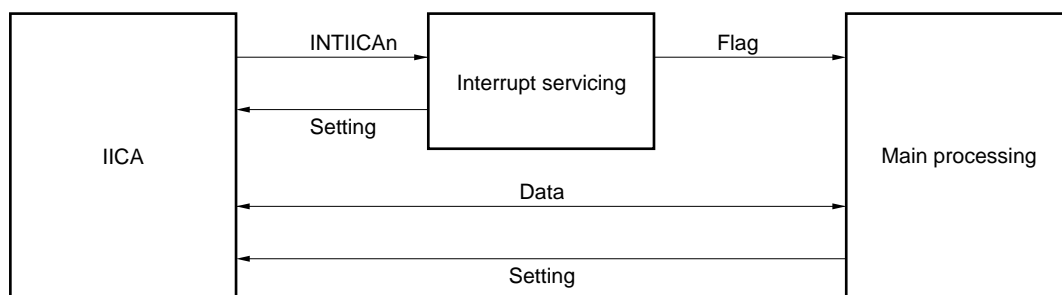 INTIICAn
Flag
Interrupt servicing
Setting
IICA
Main processing
Data
Setting